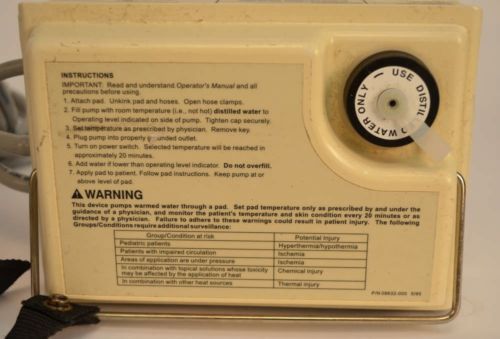 INSTRUCTIONS
IMPORTANT: Read and understand Operator's Manual and all
precautions before using.
1. Attach pad. Unkink pad and hoses. Open hose clamps.
2. Fill pump with room temperature (i.e., not hot) distilled water to
Operating level indicated on side of pump. Tighten cap securely.
3. Set temperature as prescribed by physician. Remove key.
4. Plug pump into properly grounded outlet.
5. Turn on power switch. Selected temperature will be reached in
approximately 20 minutes.
6. Add water if lower than operating level indicator. Do not overfill.
7. Apply pad to patient. Follow pad instructions. Keep pump at or
above level of pad.
WARNING
This device pumps warmed water through a pad. Set pad temperature only as prescribed by and under the
guidance of a physician, and monitor the patient's temperature and skin condition every 20 minutes or as
directed by a physician. Failure to adhere to these warnings could result in patient injury. The following
Groups/Conditions require additional surveillance:
Group/Condition at risk Potential Injury
Pediatric patients Hyperthermia/hypothermia
Patients with impaired circulation Ischemia
Areas of application are under pressure Ischemia
In combination with topical solutions whose toxicity Chemical injury
may be affected by the application of heat
In combination with other heat sources Thermal injury
USE DISTIL
D WATER ONLY —